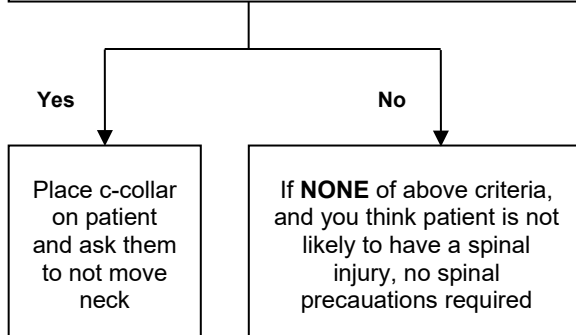 Yes
No
Place c-collar
on patient
and ask them
to not move
neck
If NONE of above criteria,
and you think patient is not
likely to have a spinal
injury, no spinal
precauations required